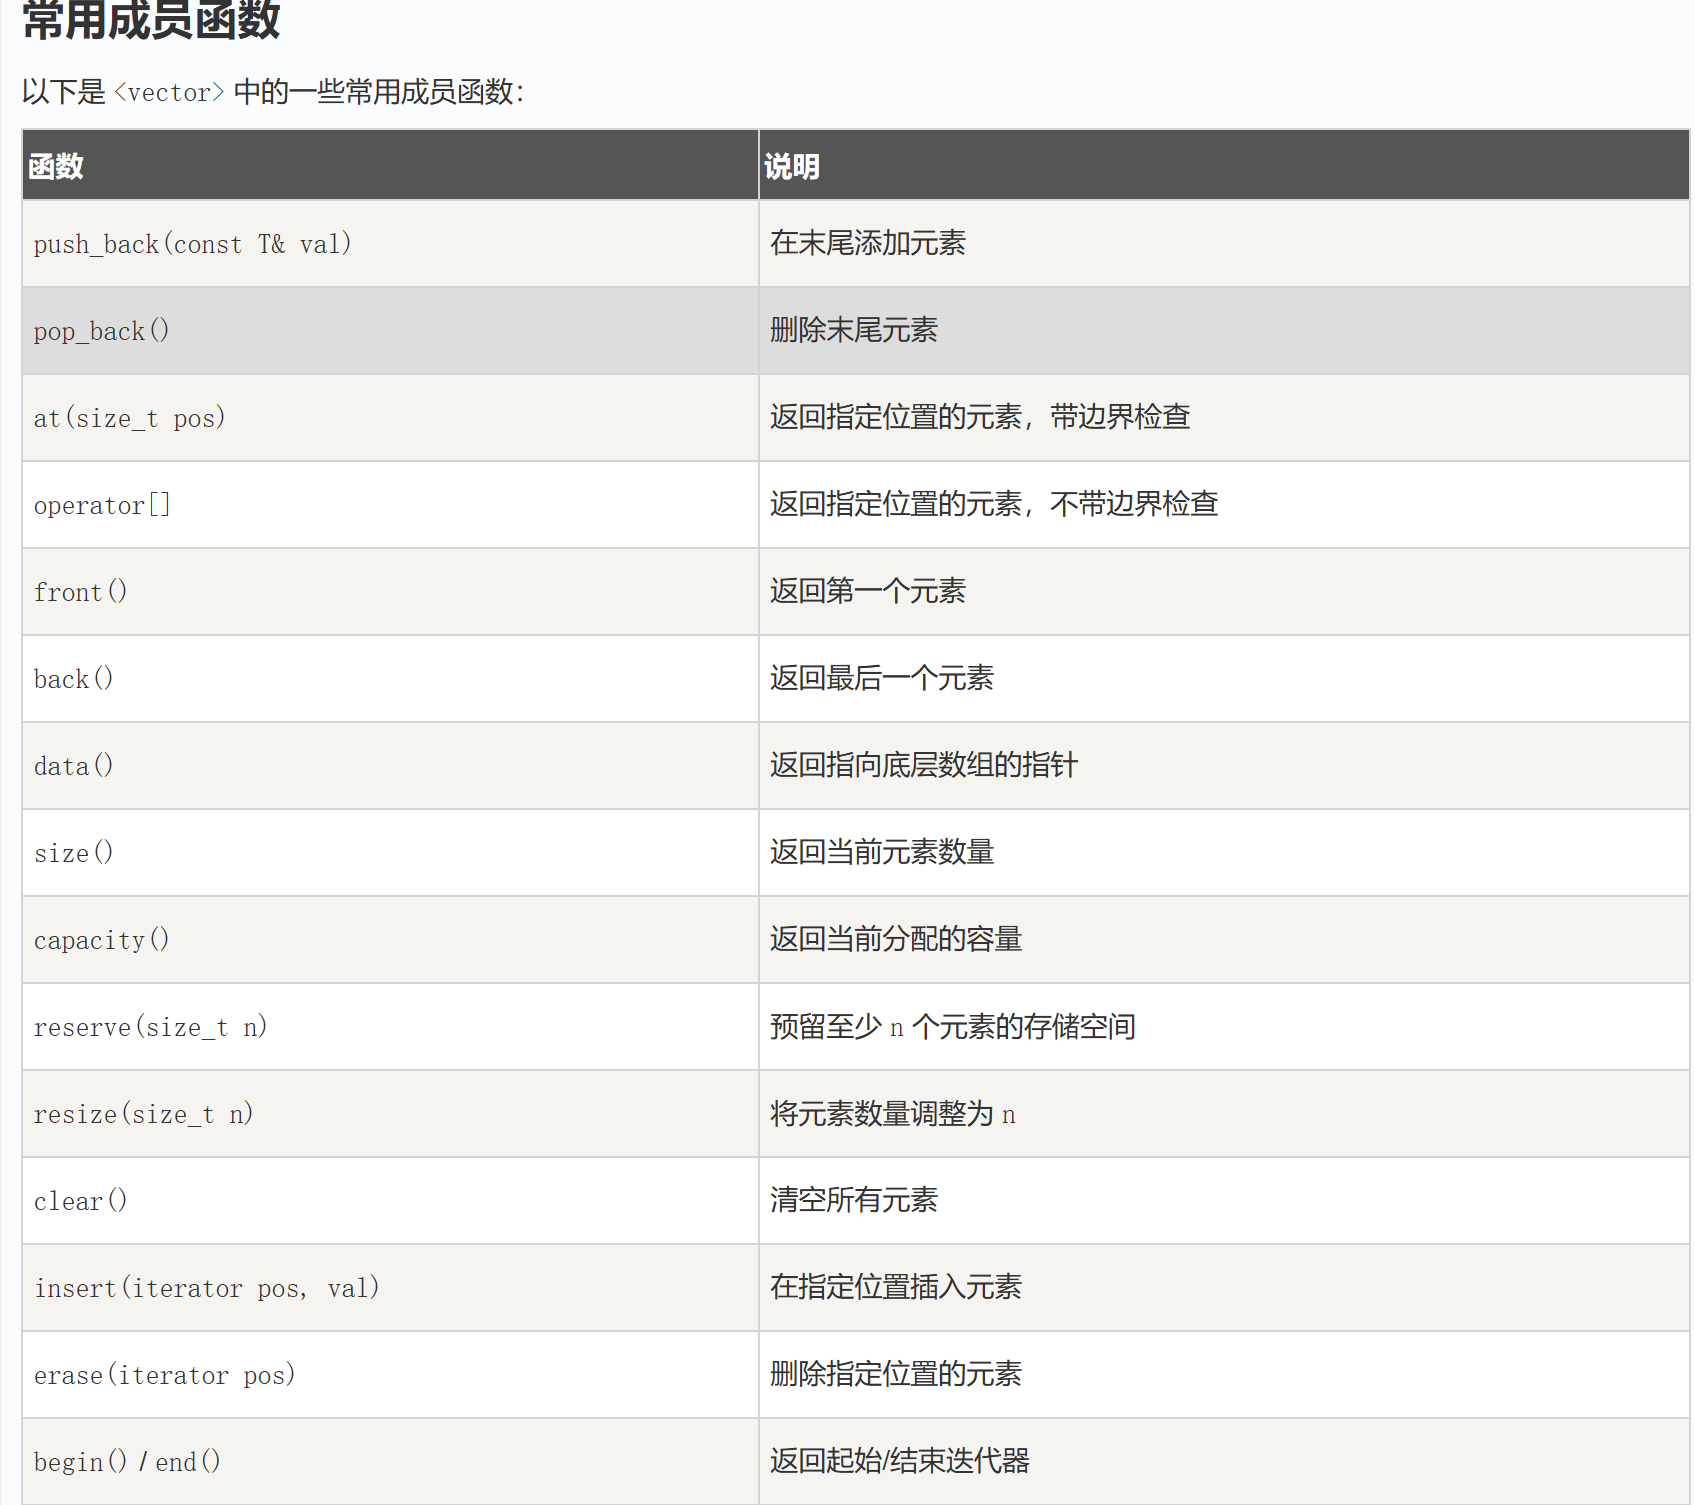 常用成员函数
以下是 <vector> 中的一些常用成员函数：
函数 说明
push_back(const T& val) 在末尾添加元素
pop_back() 删除末尾元素
at(size_t pos) 返回指定位置的元素，带边界检查
operator[] 返回指定位置的元素，不带边界检查
front() 返回第一个元素
back() 返回最后一个元素
data() 返回指向底层数组的指针
size() 返回当前元素数量
capacity() 返回当前分配的容量
reserve(size_t n) 预留至少 n 个元素的存储空间
resize(size_t n) 将元素数量调整为 n
clear() 清空所有元素
insert(iterator pos, val) 在指定位置插入元素
erase(iterator pos) 删除指定位置的元素
begin() / end() 返回起始/结束迭代器